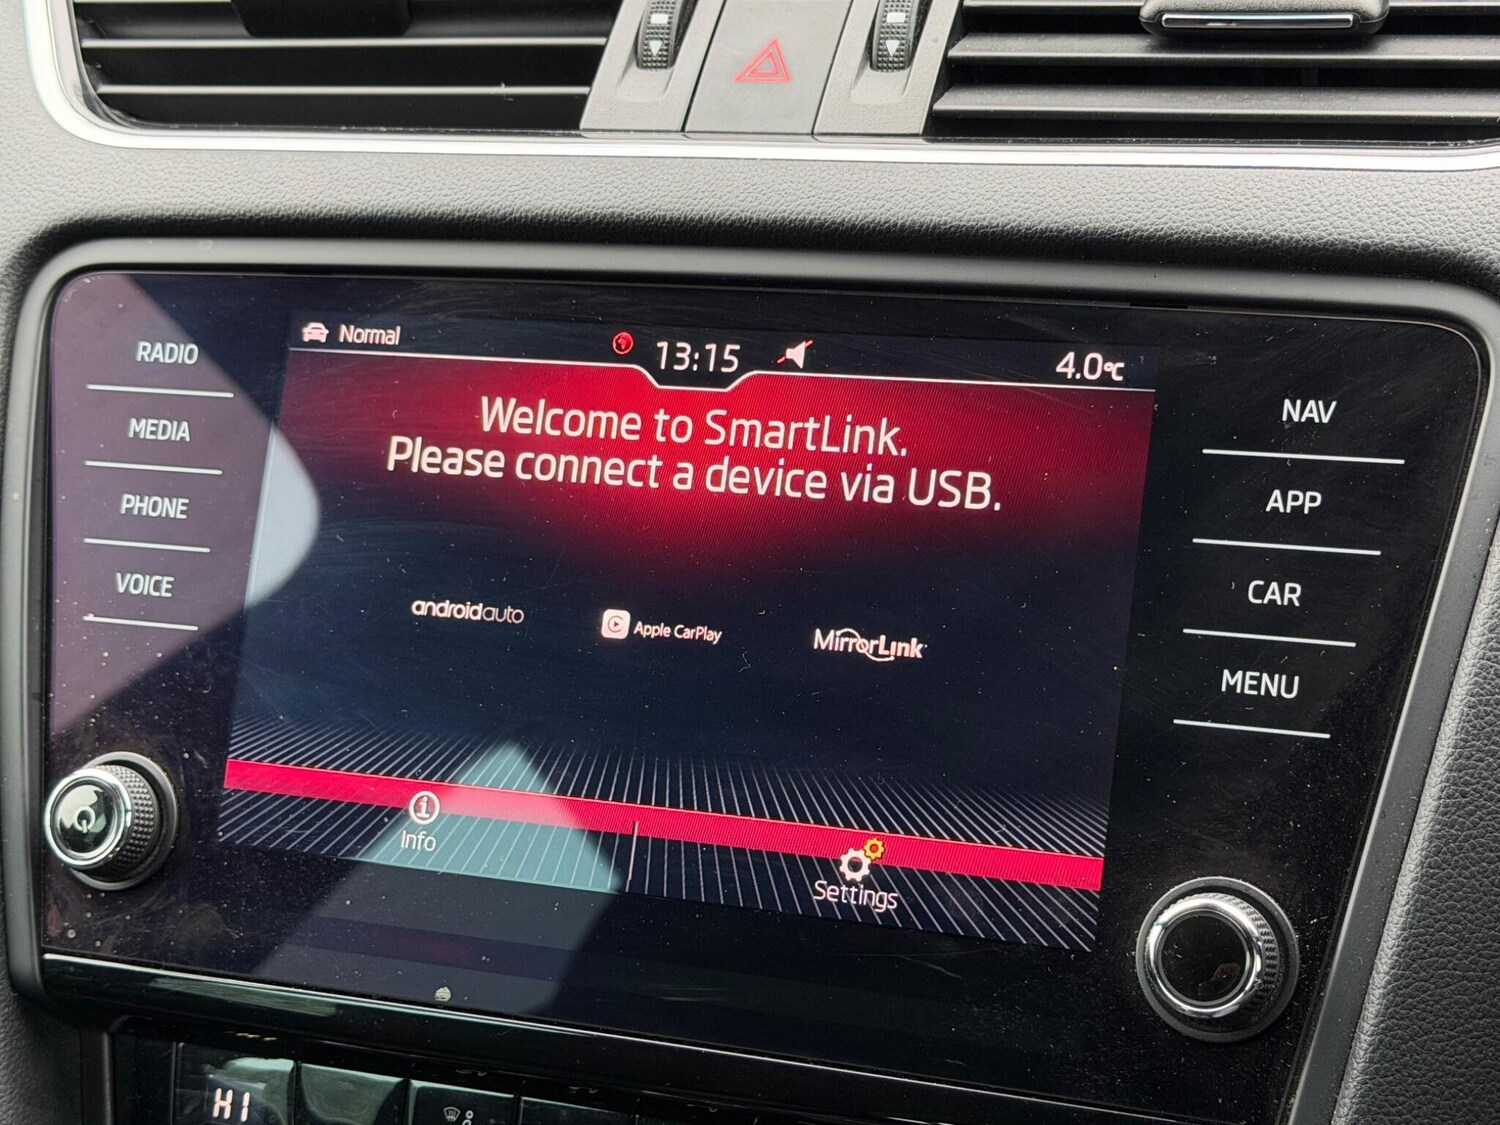 Normal
13:15
4.0°C
Welcome to SmartLink.
Please connect a device via USB.
androidauto
Apple CarPlay
MirrorLink
i
Info
Settings
RADIO
MEDIA
PHONE
VOICE
NAV
APP
CAR
MENU
HI